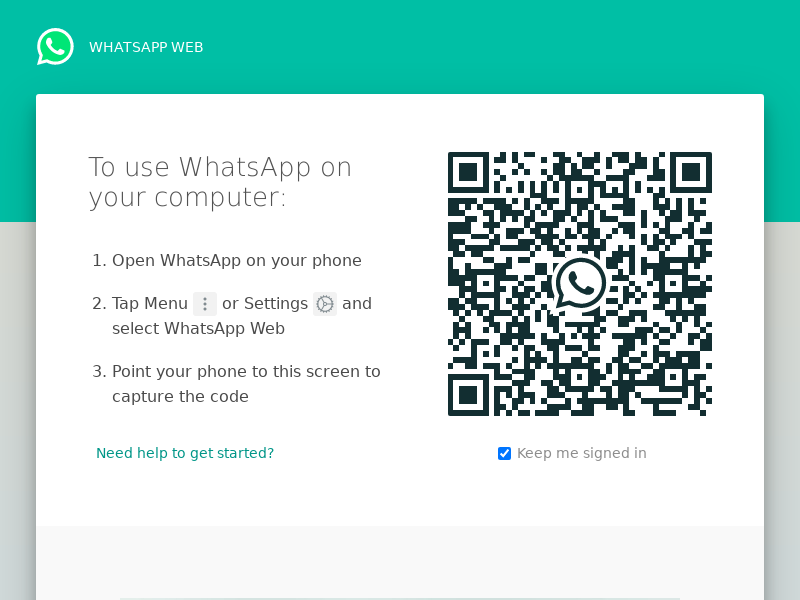 WHATSAPP WEB
To use WhatsApp on
your computer:
1. Open WhatsApp on your phone
2. Tap Menu or Settings and
select WhatsApp Web
3. Point your phone to this screen to
capture the code
Need help to get started?
Keep me signed in